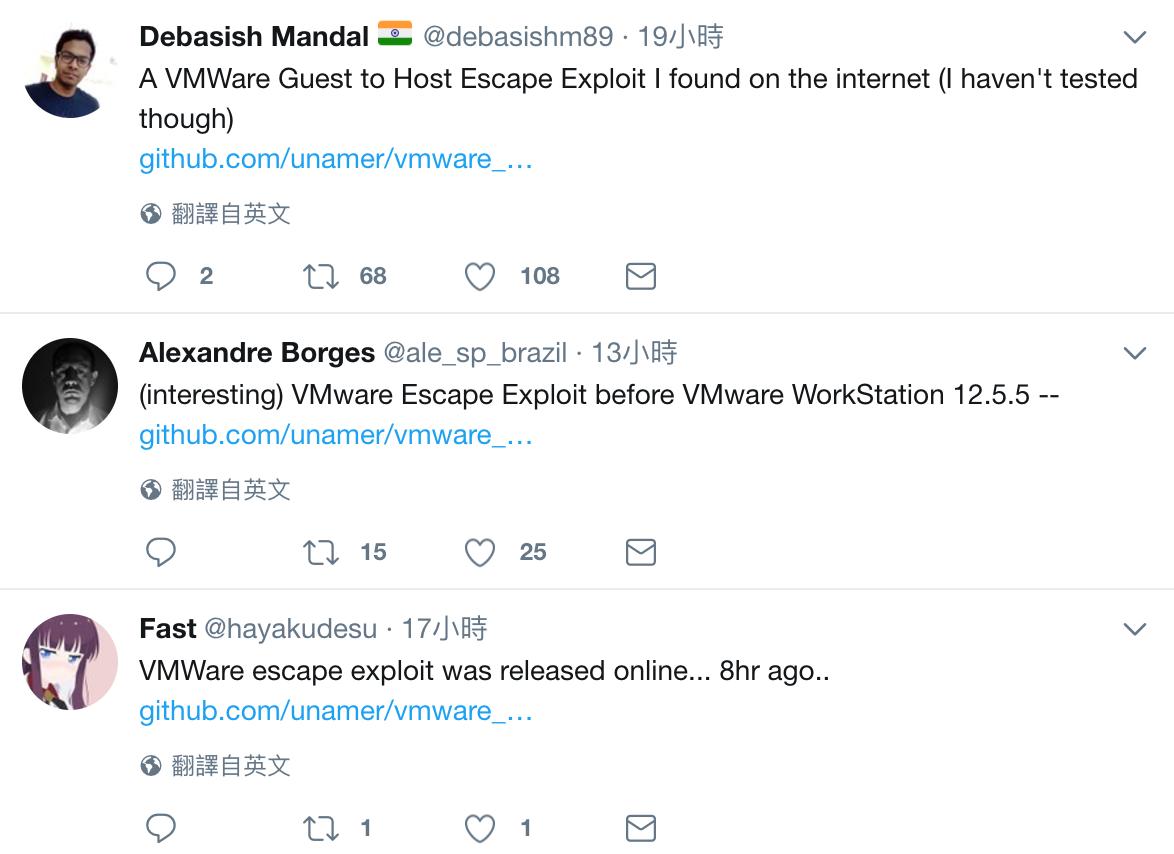 Debasish Mandal 🇮🇳 @debasishm89 · 19小時
A VMWare Guest to Host Escape Exploit I found on the internet (I haven't tested
though)
github.com/unamer/vmware_…
翻譯自英文
2 68 108
Alexandre Borges @ale_sp_brazil · 13小時
(interesting) VMware Escape Exploit before VMware WorkStation 12.5.5 --
github.com/unamer/vmware_…
翻譯自英文
15 25
Fast @hayakudesu · 17小時
VMWare escape exploit was released online... 8hr ago..
github.com/unamer/vmware_…
翻譯自英文
1 1